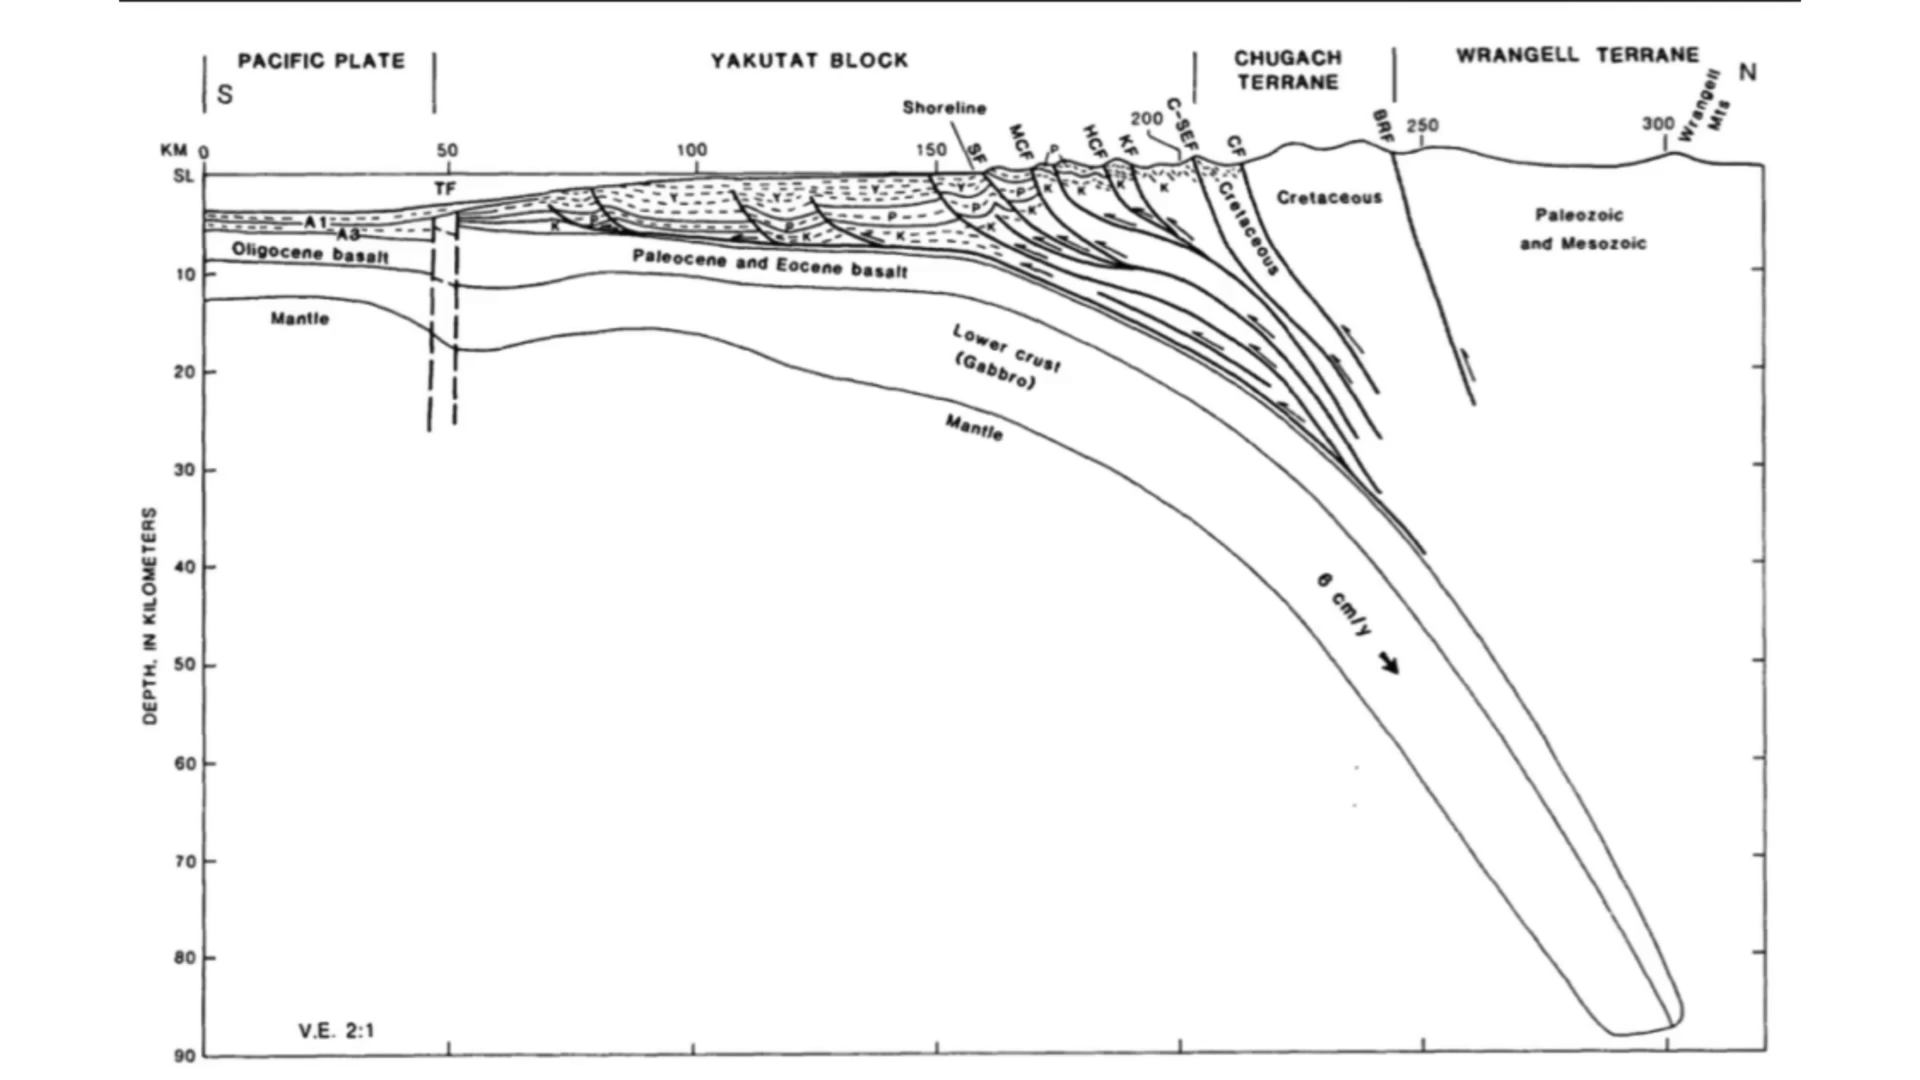 PACIFIC PLATE
YAKUTAT BLOCK
CHUGACH
TERRANE
WRANGELL TERRANE
S
N
Wrangell
Mts
Shoreline
SF
MCF
HCF
KF
200
C-SEF
CF
BRF
250
300
KM
0
50
100
150
SL
TF
Y
Y
Y
Y
P
P
P
P
P
K
K
K
K
K
K
K
K
K
A1
A3
Oligocene basalt
Paleocene and Eocene basalt
Cretaceous
Cretaceous
Paleozoic
and Mesozoic
10
Mantle
Lower crust
(Gabbro)
20
Mantle
30
40
6 cm/y
50
DEPTH, IN KILOMETERS
60
70
80
V.E. 2:1
90